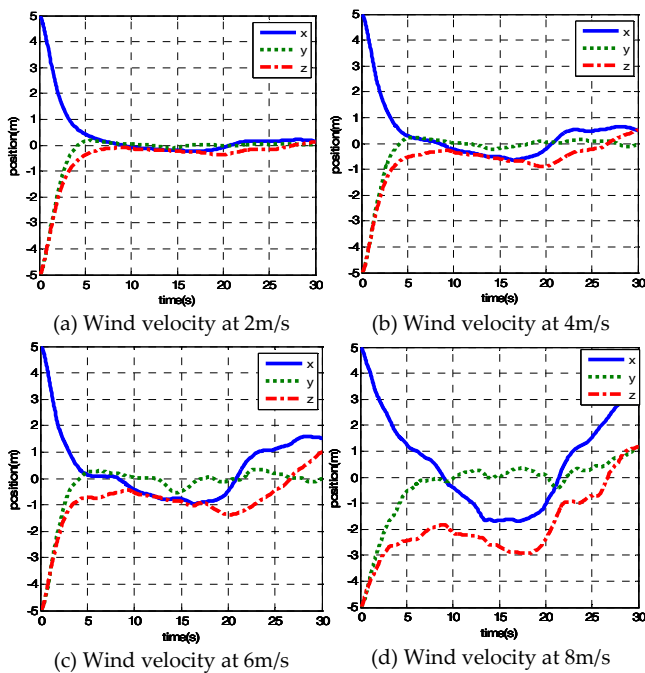 5
4
3
2
1
0
-1
-2
-3
-4
-5
position(m)
x
y
z
0 5 10 15 20 25 30
time(s)
(a) Wind velocity at 2m/s
5
4
3
2
1
0
-1
-2
-3
-4
-5
position(m)
x
y
z
0 5 10 15 20 25 30
time(s)
(b) Wind velocity at 4m/s
5
4
3
2
1
0
-1
-2
-3
-4
-5
position(m)
x
y
z
0 5 10 15 20 25 30
time(s)
(c) Wind velocity at 6m/s
5
4
3
2
1
0
-1
-2
-3
-4
-5
position(m)
x
y
z
0 5 10 15 20 25 30
time(s)
(d) Wind velocity at 8m/s